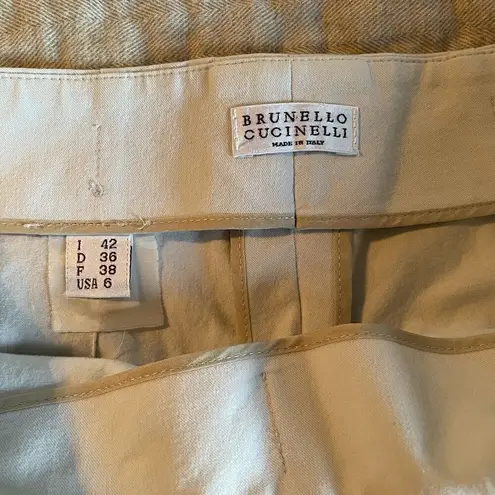 BRUNELLO
CUCINELLI
MADE IN ITALY
I 42
D 36
F 38
USA 6